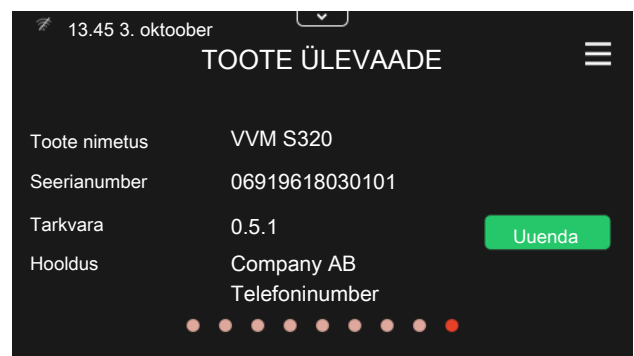 13.45 3. oktoober
TOOTE ÜLEVAADE
Toote nimetus VVM S320
Seerianumber 06919618030101
Tarkvara 0.5.1 Uuenda
Hooldus Company AB
Telefoninumber